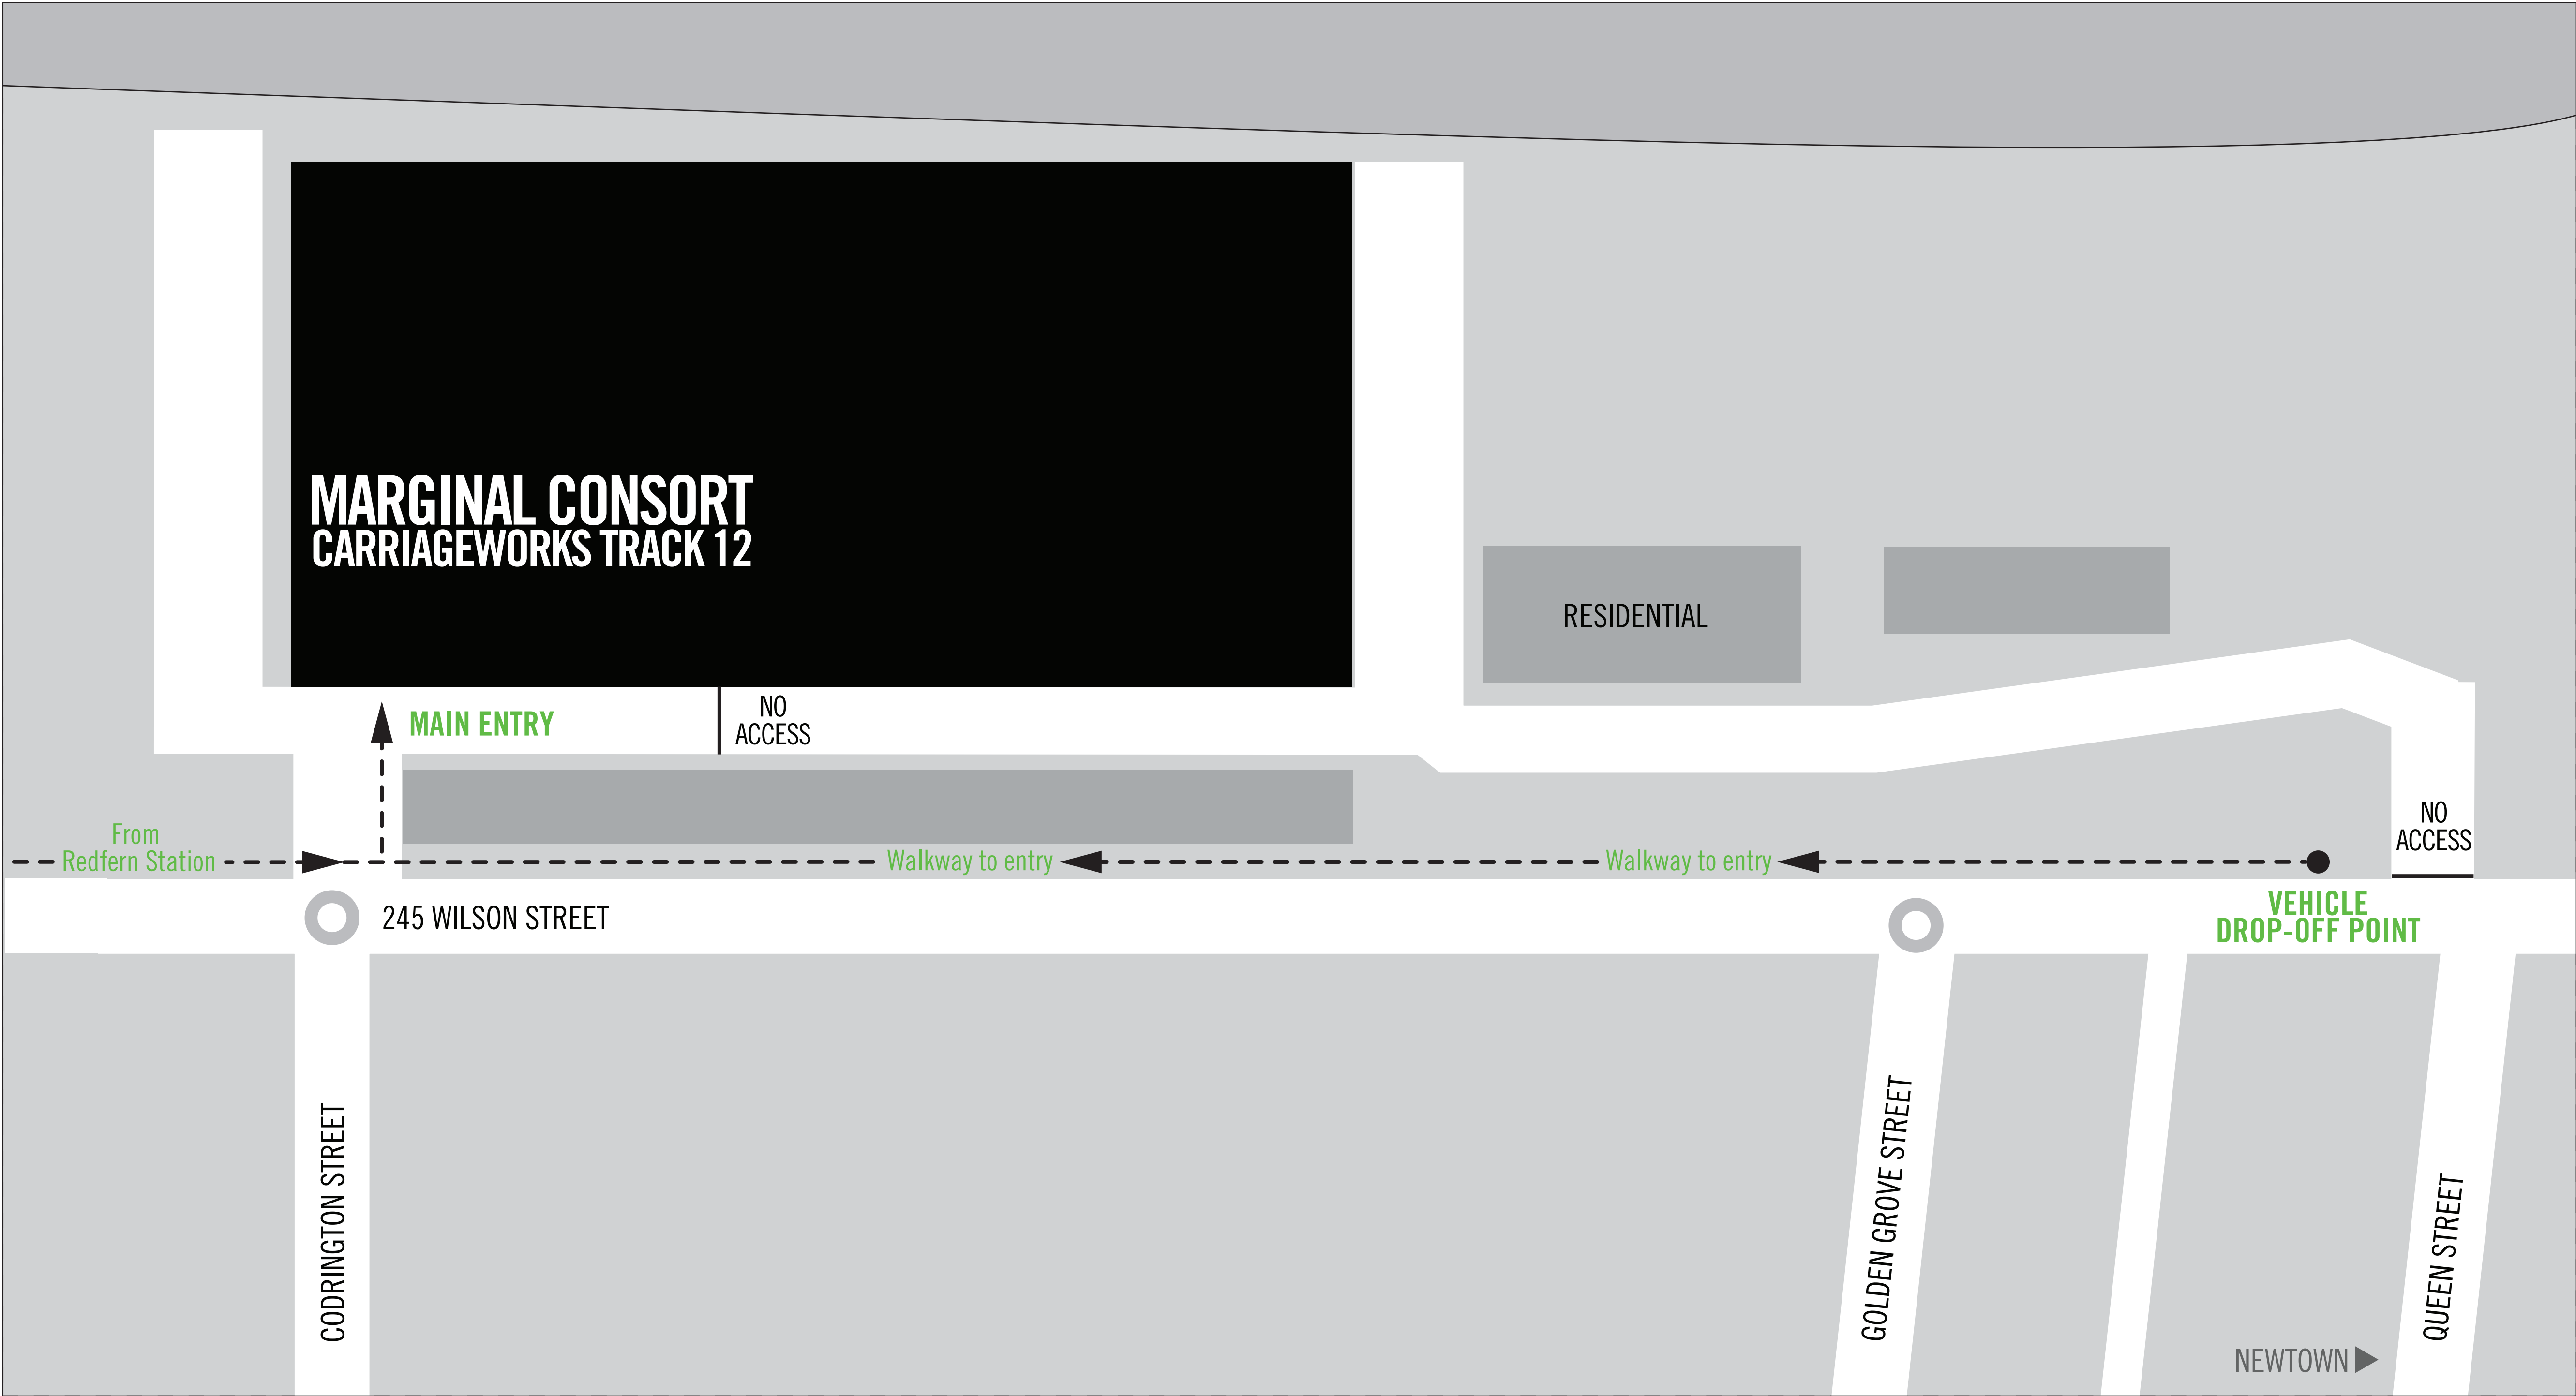 MARGINAL CONSORT
CARRIAGEWORKS TRACK 12
RESIDENTIAL
MAIN ENTRY
NO
ACCESS
From
Redfern Station
Walkway to entry
Walkway to entry
NO
ACCESS
245 WILSON STREET
VEHICLE
DROP-OFF POINT
CODRINGTON STREET
GOLDEN GROVE STREET
QUEEN STREET
NEWTOWN